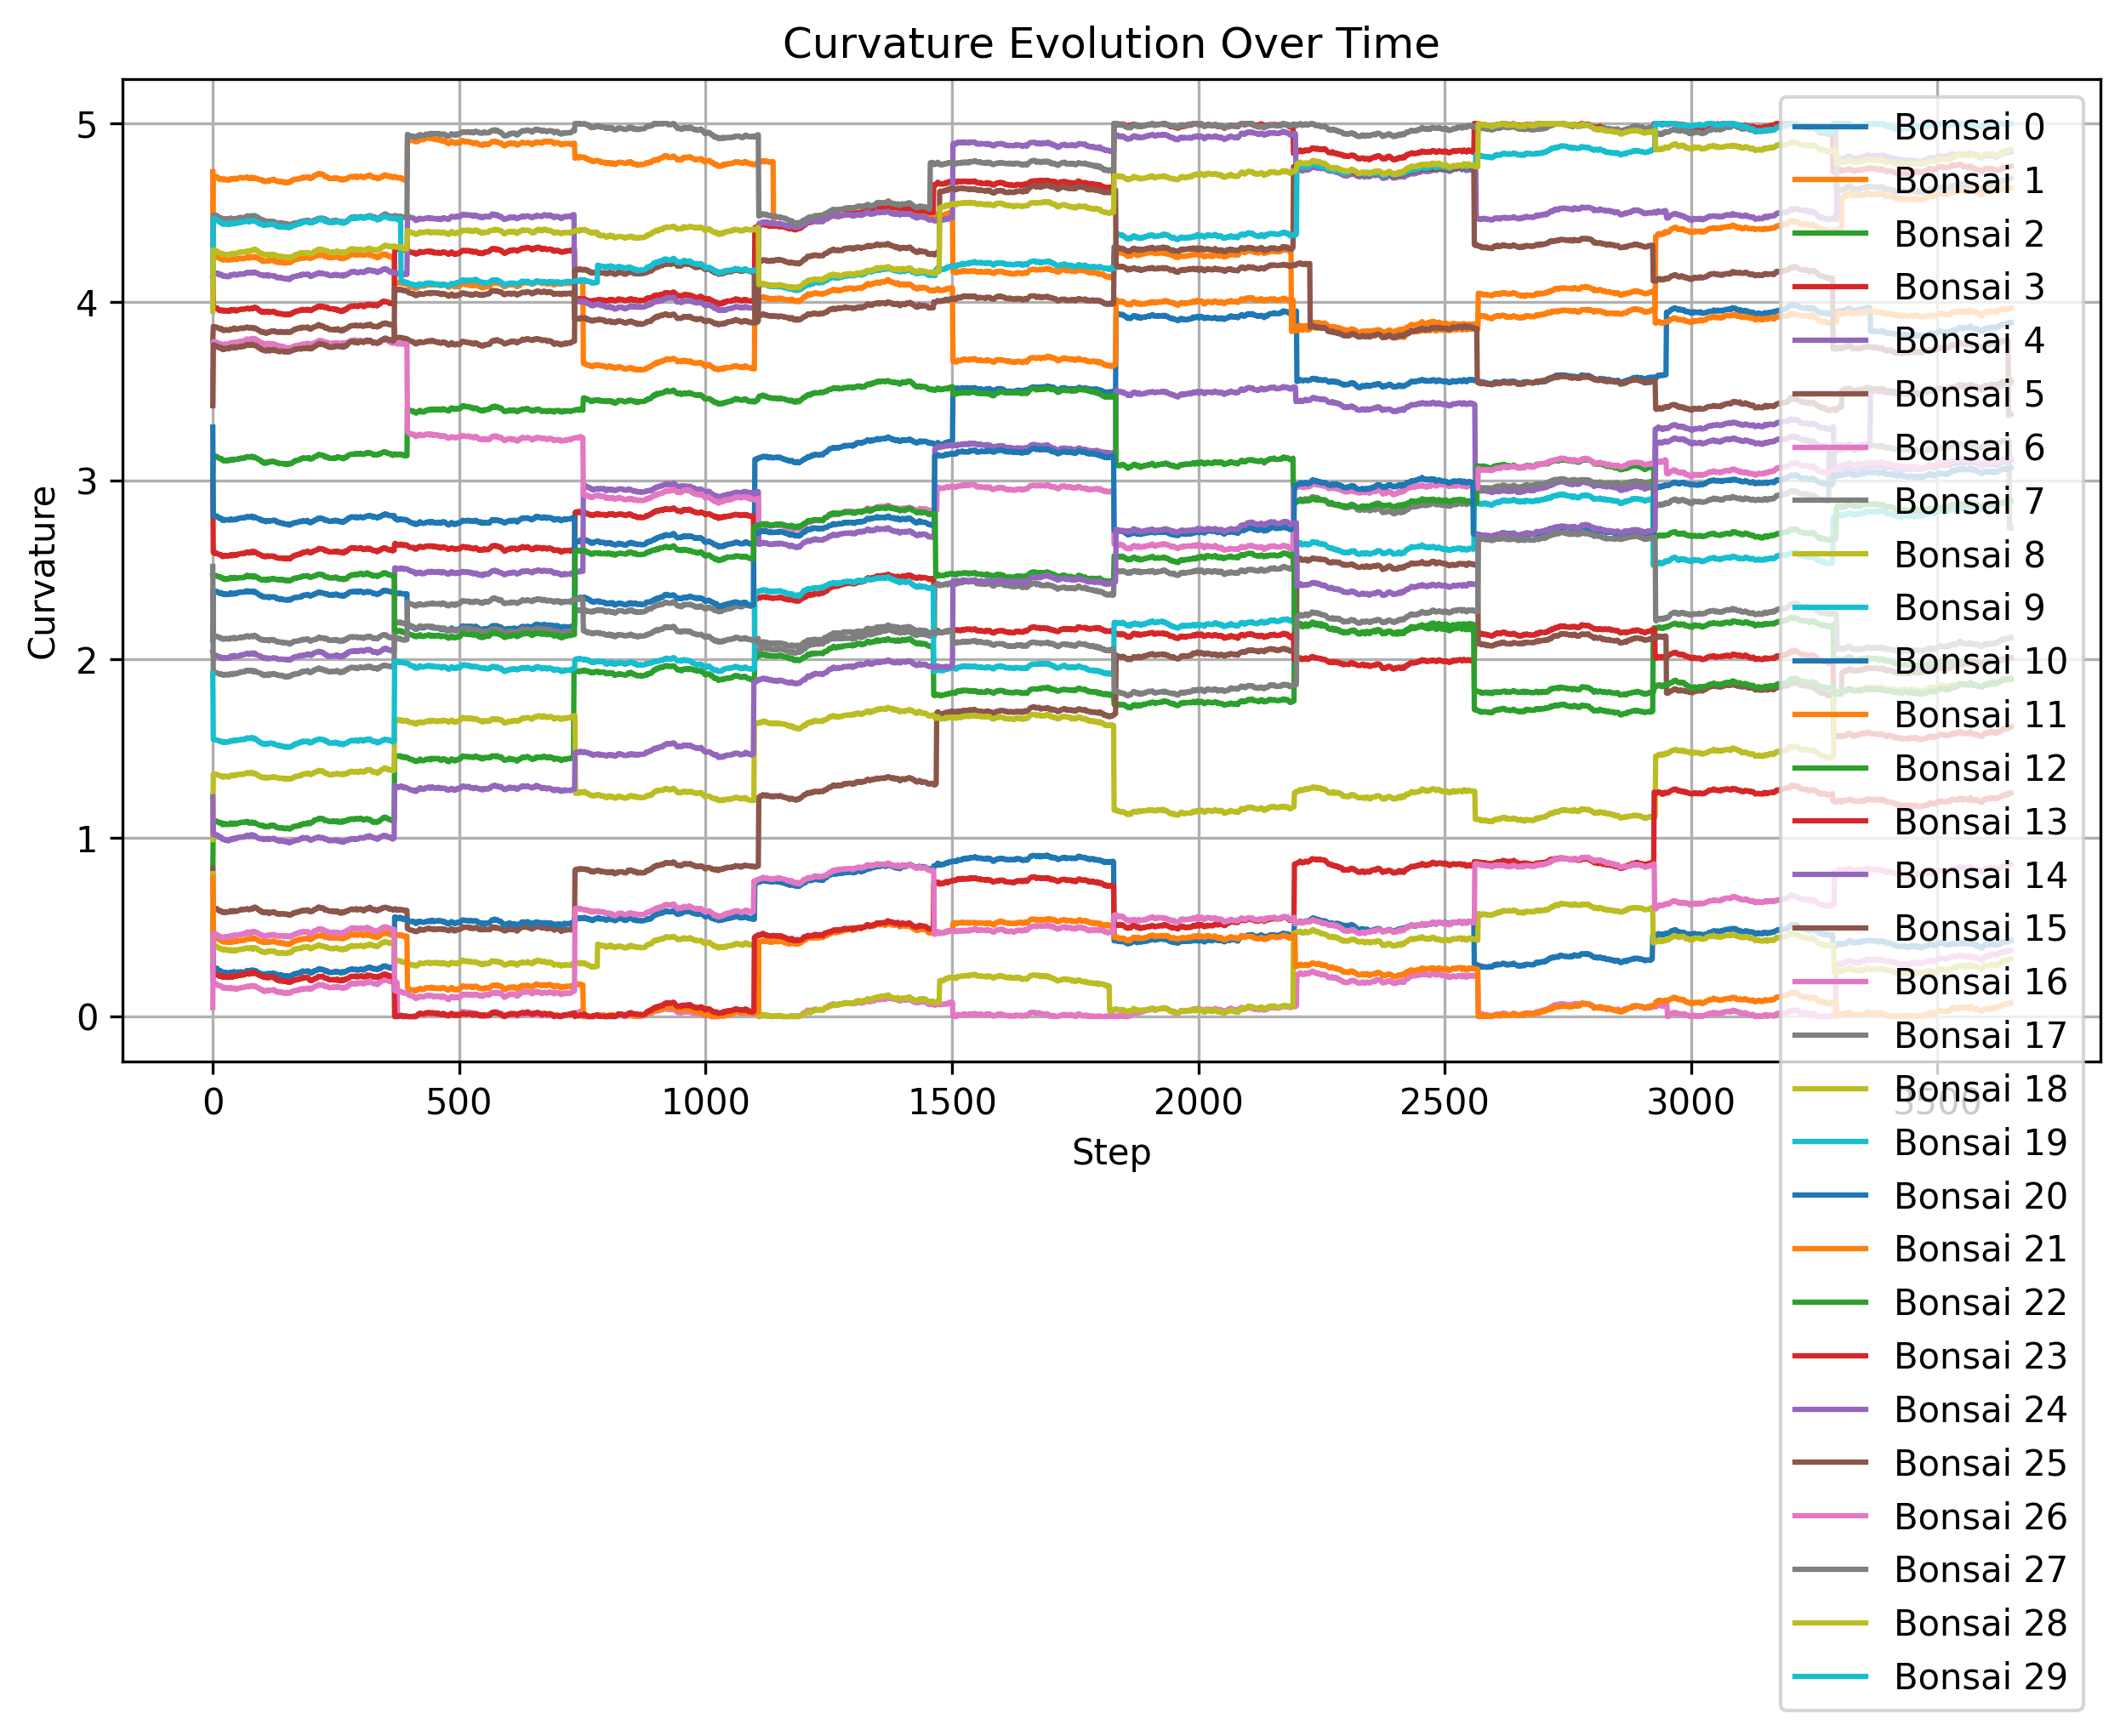 Curvature Evolution Over Time
Curvature
5
4
3
2
1
0
0 500 1000 1500 2000 2500 3000 3500
Step
Bonsai 0
Bonsai 1
Bonsai 2
Bonsai 3
Bonsai 4
Bonsai 5
Bonsai 6
Bonsai 7
Bonsai 8
Bonsai 9
Bonsai 10
Bonsai 11
Bonsai 12
Bonsai 13
Bonsai 14
Bonsai 15
Bonsai 16
Bonsai 17
Bonsai 18
Bonsai 19
Bonsai 20
Bonsai 21
Bonsai 22
Bonsai 23
Bonsai 24
Bonsai 25
Bonsai 26
Bonsai 27
Bonsai 28
Bonsai 29